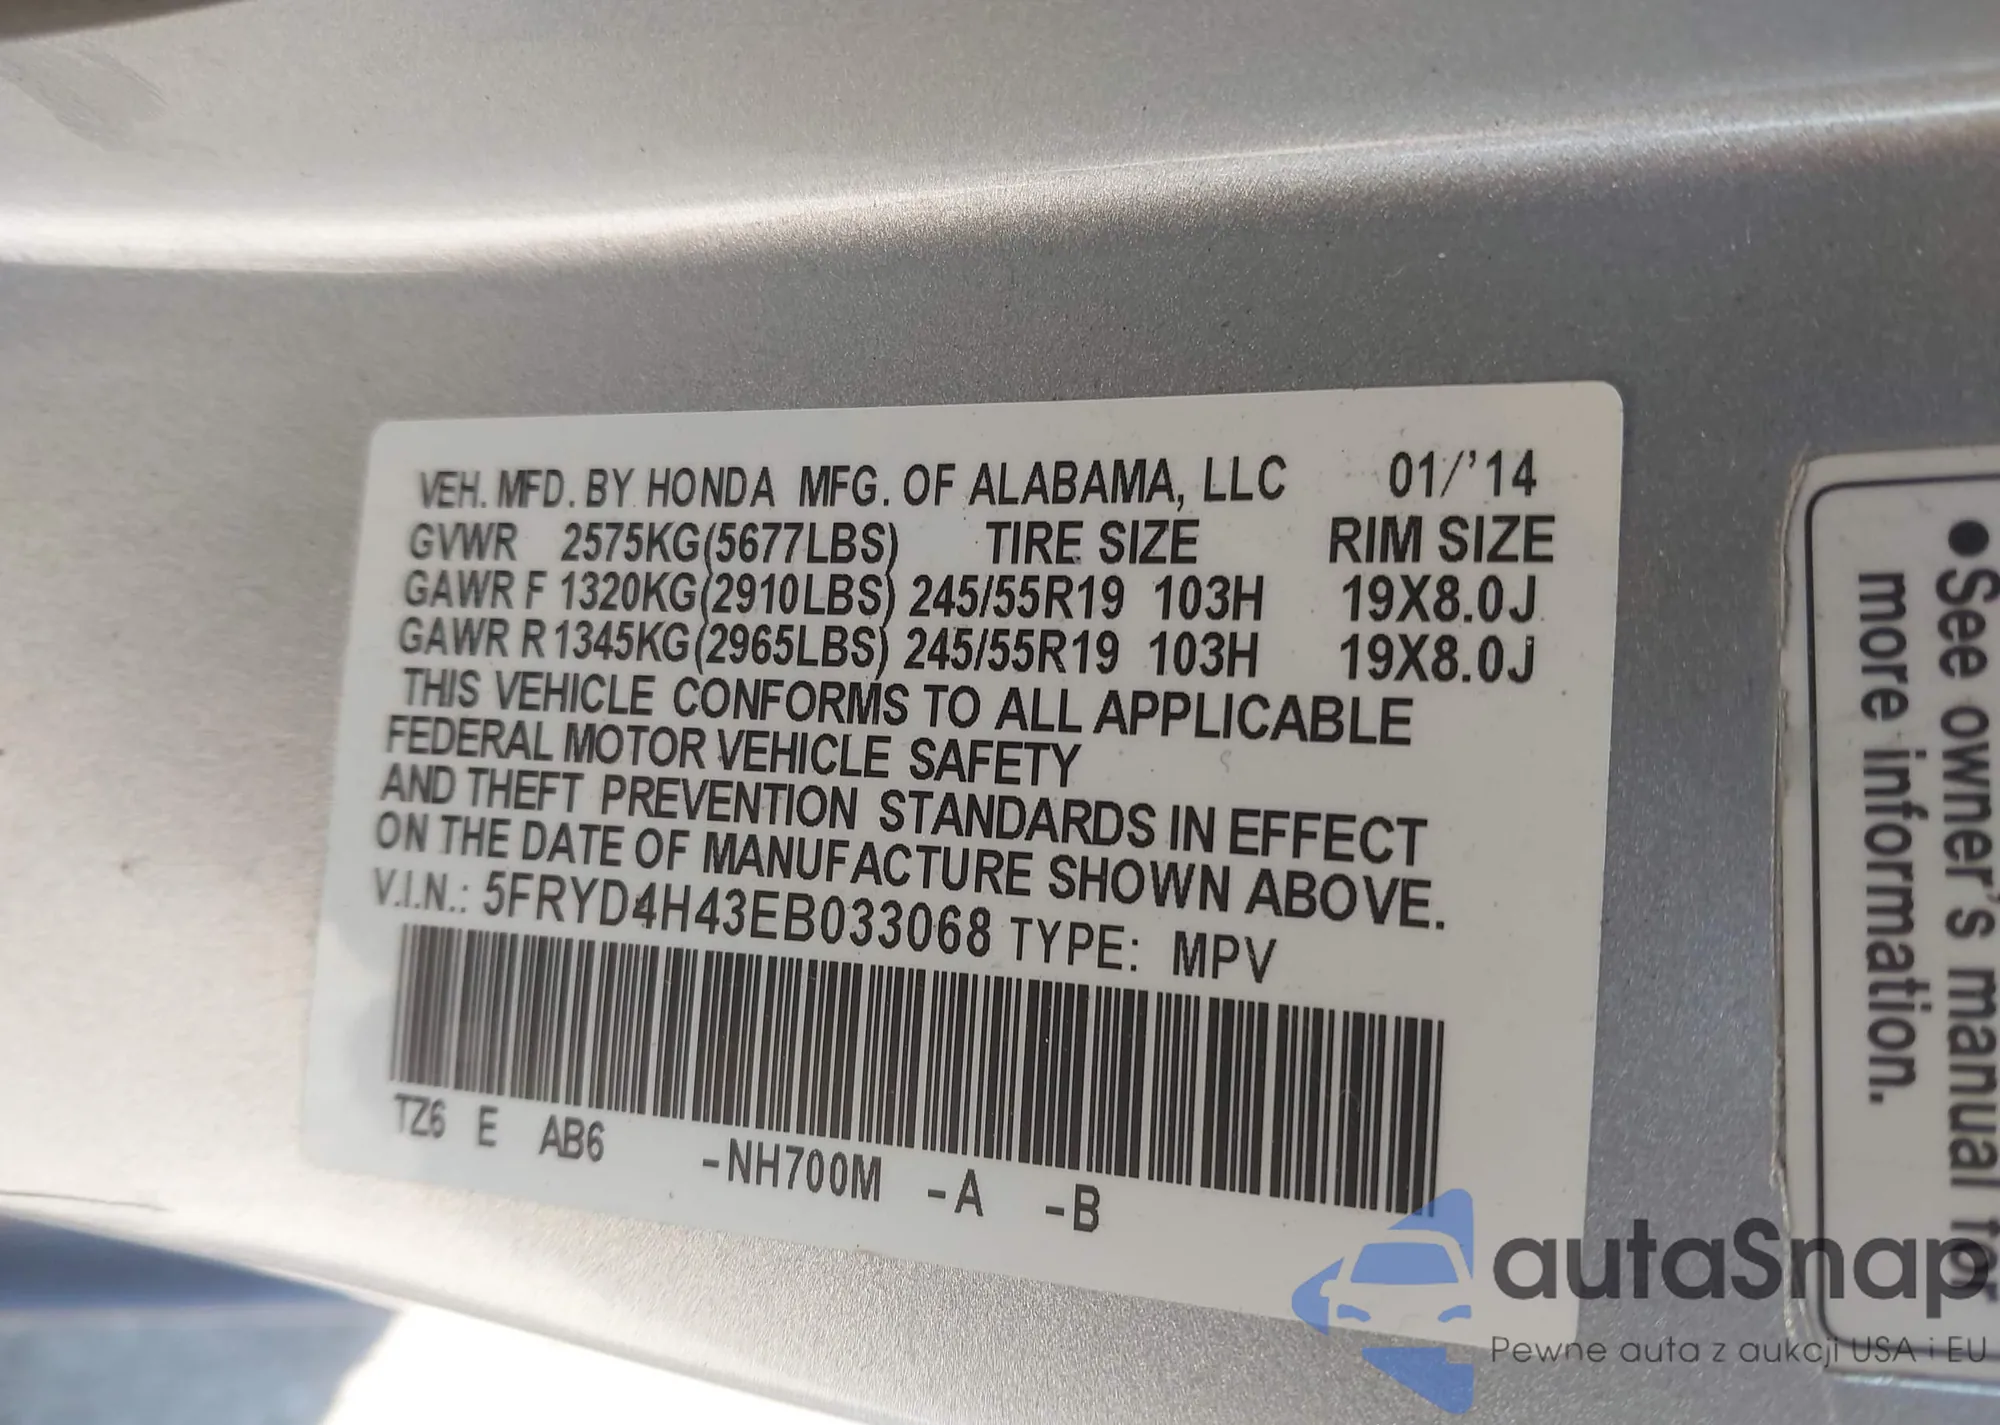 VEH. MFD. BY HONDA MFG. OF ALABAMA, LLC 01/'14
GVWR 2575KG(5677LBS) TIRE SIZE RIM SIZE
GAWR F 1320KG(2910LBS) 245/55R19 103H 19X8.0J
GAWR R 1345KG(2965LBS) 245/55R19 103H 19X8.0J
THIS VEHICLE CONFORMS TO ALL APPLICABLE
FEDERAL MOTOR VEHICLE SAFETY
AND THEFT PREVENTION STANDARDS IN EFFECT
ON THE DATE OF MANUFACTURE SHOWN ABOVE.
V.I.N.: 5FRYD4H43EB033068 TYPE: MPV
TZ6 E AB6 -NH700M -A -B
•See owner's manual for
more information.
autaSnap
Pewne auta z aukcji USA i EU